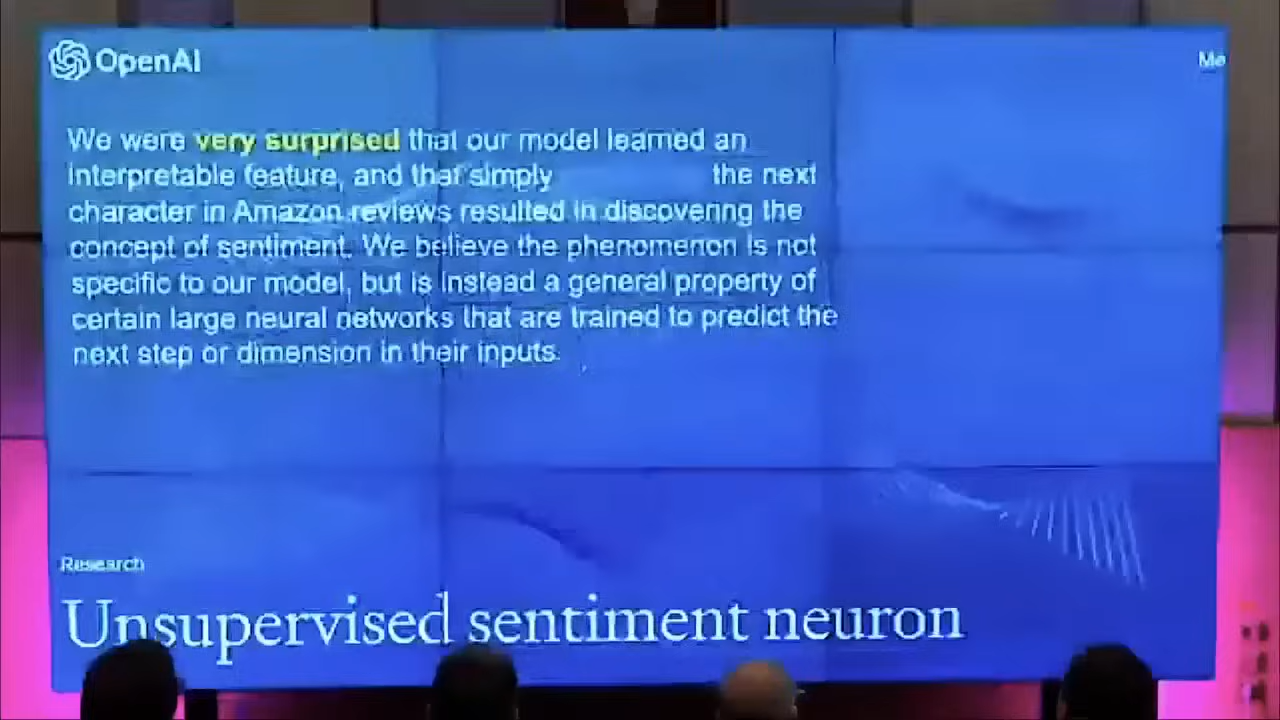 OpenAI
Me
We were very surprised that our model learned an
interpretable feature, and that simply the next
character in Amazon reviews resulted in discovering the
concept of sentiment. We believe the phenomenon is not
specific to our model, but is instead a general property of
certain large neural networks that are trained to predict the
next step or dimension in their inputs.
Research
Unsupervised sentiment neuron